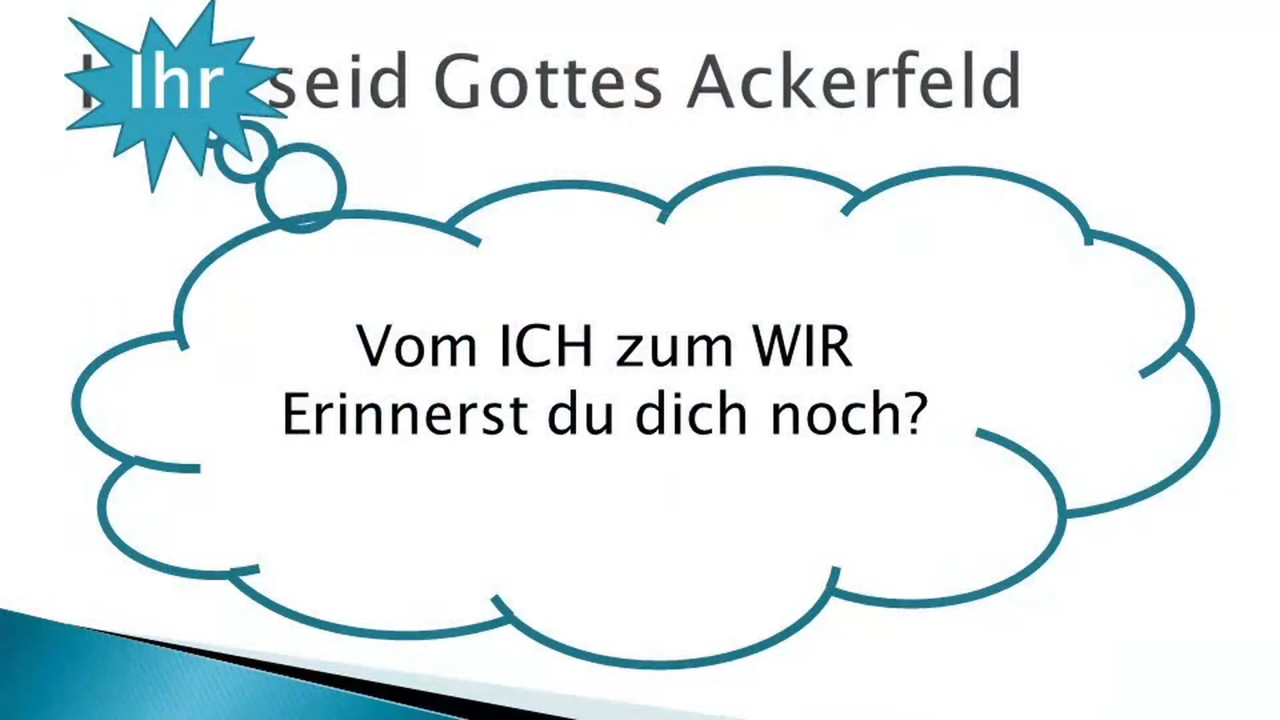 Ihr seid Gottes Ackerfeld
Vom ICH zum WIR
Erinnerst du dich noch?